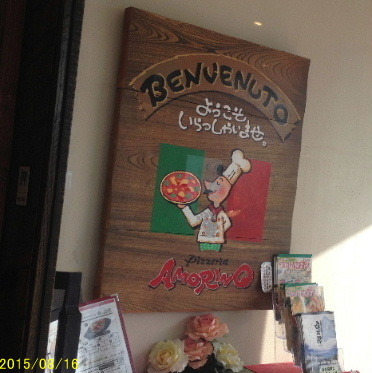 BENVENUTO
ようこそ
いらっしゃいませ。
Pizzeria
AMORINO
2015/08/16